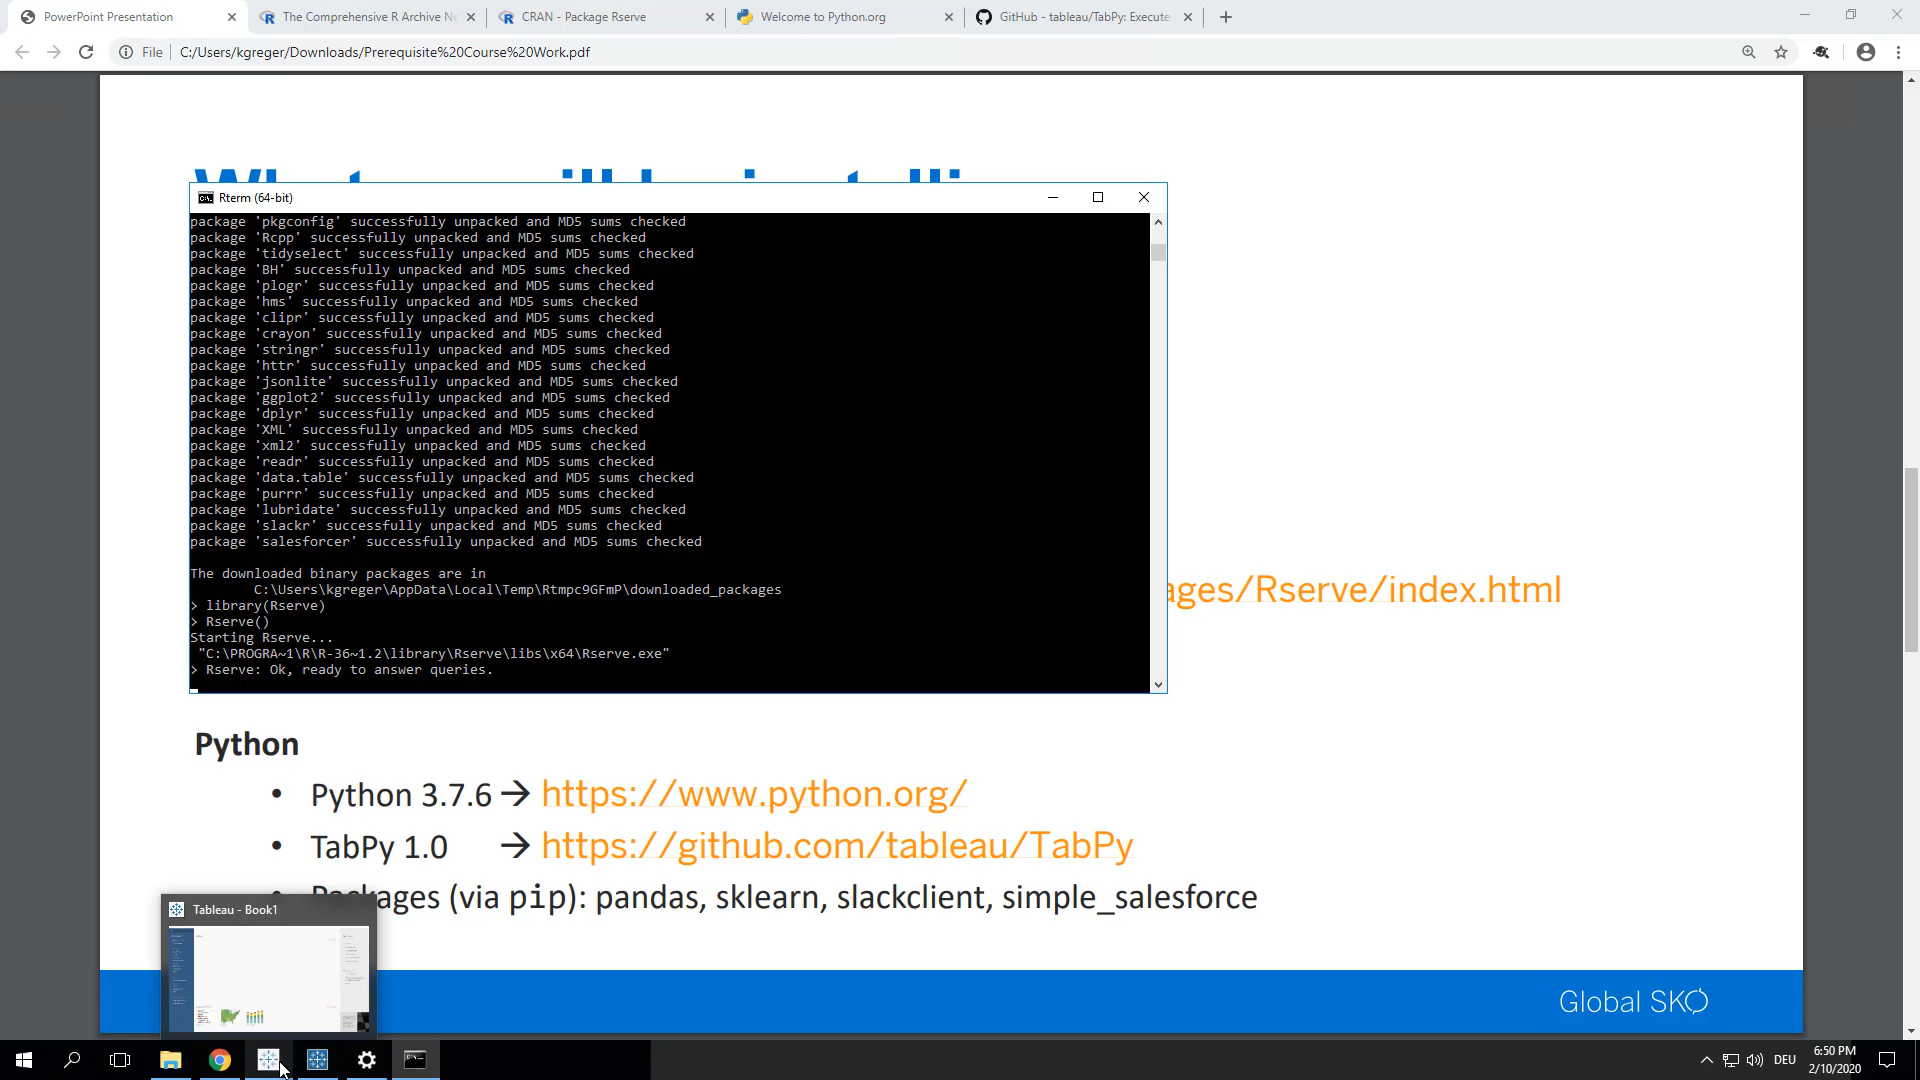 PowerPoint Presentation
The Comprehensive R Archive Ne
CRAN - Package Rserve
Welcome to Python.org
GitHub - tableau/TabPy: Execute
File
C:/Users/kgreger/Downloads/Prerequisite%20Course%20Work.pdf
Rterm (64-bit)
package 'pkgconfig' successfully unpacked and MD5 sums checked
package 'Rcpp' successfully unpacked and MD5 sums checked
package 'tidyselect' successfully unpacked and MD5 sums checked
package 'BH' successfully unpacked and MD5 sums checked
package 'plogr' successfully unpacked and MD5 sums checked
package 'hms' successfully unpacked and MD5 sums checked
package 'clipr' successfully unpacked and MD5 sums checked
package 'crayon' successfully unpacked and MD5 sums checked
package 'stringr' successfully unpacked and MD5 sums checked
package 'httr' successfully unpacked and MD5 sums checked
package 'jsonlite' successfully unpacked and MD5 sums checked
package 'ggplot2' successfully unpacked and MD5 sums checked
package 'dplyr' successfully unpacked and MD5 sums checked
package 'XML' successfully unpacked and MD5 sums checked
package 'xml2' successfully unpacked and MD5 sums checked
package 'readr' successfully unpacked and MD5 sums checked
package 'data.table' successfully unpacked and MD5 sums checked
package 'purrr' successfully unpacked and MD5 sums checked
package 'lubridate' successfully unpacked and MD5 sums checked
package 'slackr' successfully unpacked and MD5 sums checked
package 'salesforcer' successfully unpacked and MD5 sums checked
The downloaded binary packages are in
C:\Users\kgreger\AppData\Local\Temp\Rtmpc9GFmP\downloaded_packages
> library(Rserve)
> Rserve()
Starting Rserve...
"C:\PROGRA~1\R\R-36~1.2\library\Rserve\libs\x64\Rserve.exe"
> Rserve: Ok, ready to answer queries.
ages/Rserve/index.html
Python
• Python 3.7.6 → https://www.python.org/
• TabPy 1.0 → https://github.com/tableau/TabPy
Packages (via pip): pandas, sklearn, slackclient, simple_salesforce
Tableau - Book1
Global SKO
DEU
6:50 PM
2/10/2020